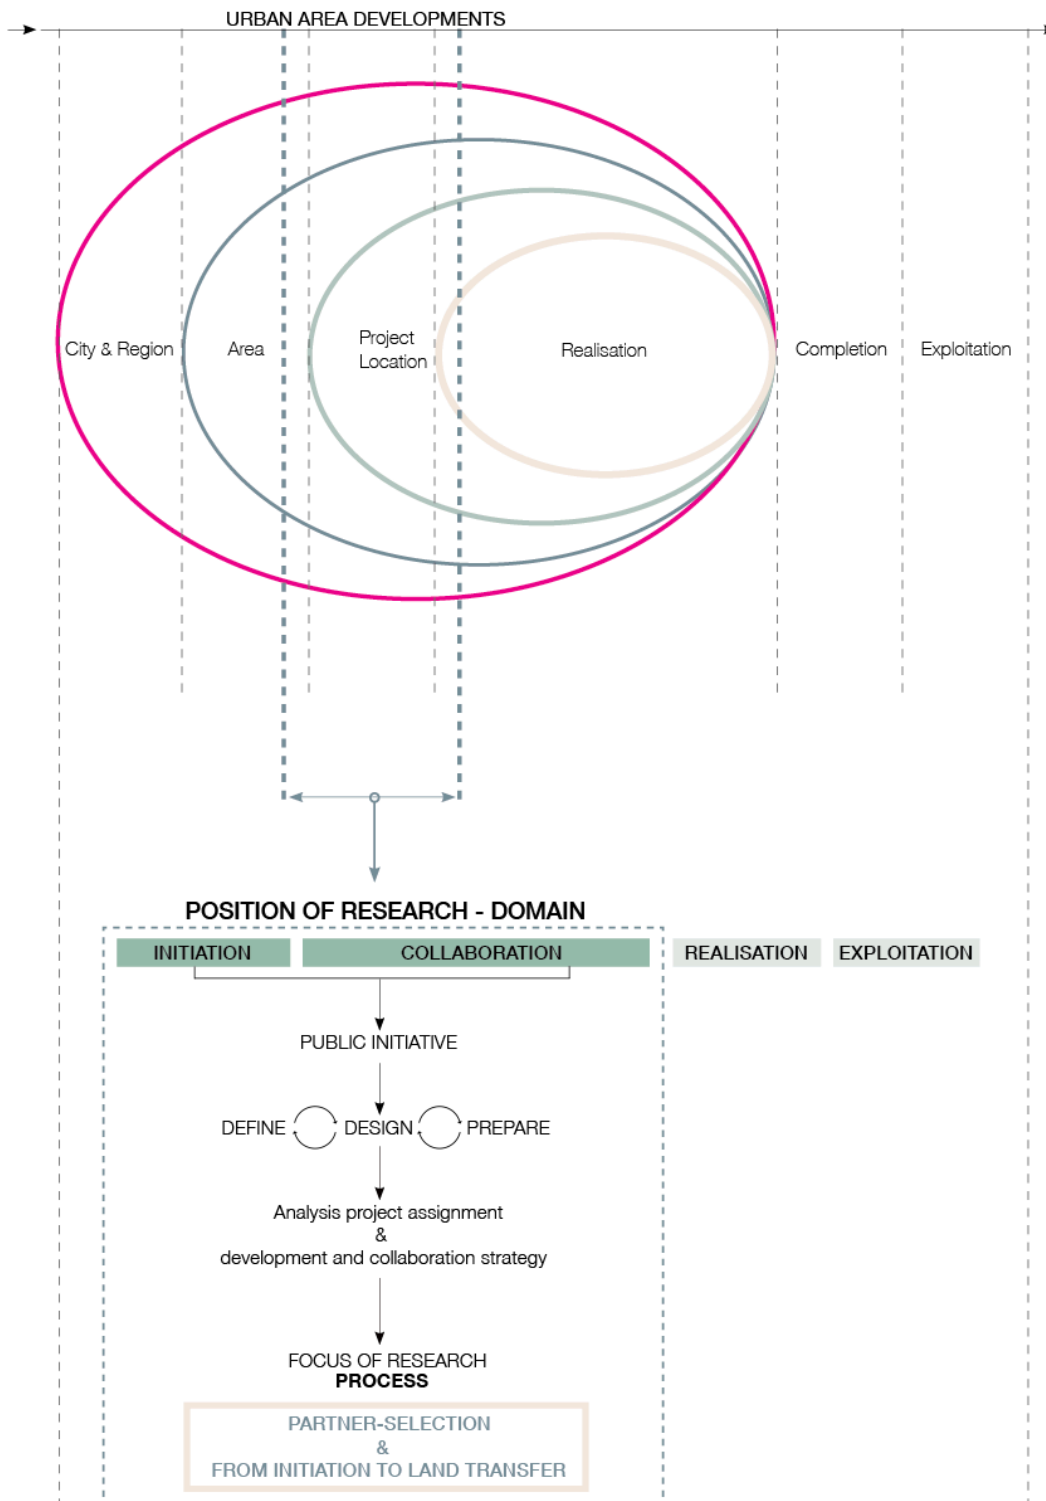 URBAN AREA DEVELOPMENTS
City & Region
Area
Project
Location
Realisation
Completion
Exploitation
POSITION OF RESEARCH - DOMAIN
INITIATION
COLLABORATION
REALISATION
EXPLOITATION
PUBLIC INITIATIVE
DEFINE
DESIGN
PREPARE
Analysis project assignment
&
development and collaboration strategy
FOCUS OF RESEARCH
PROCESS
PARTNER-SELECTION
&
FROM INITIATION TO LAND TRANSFER